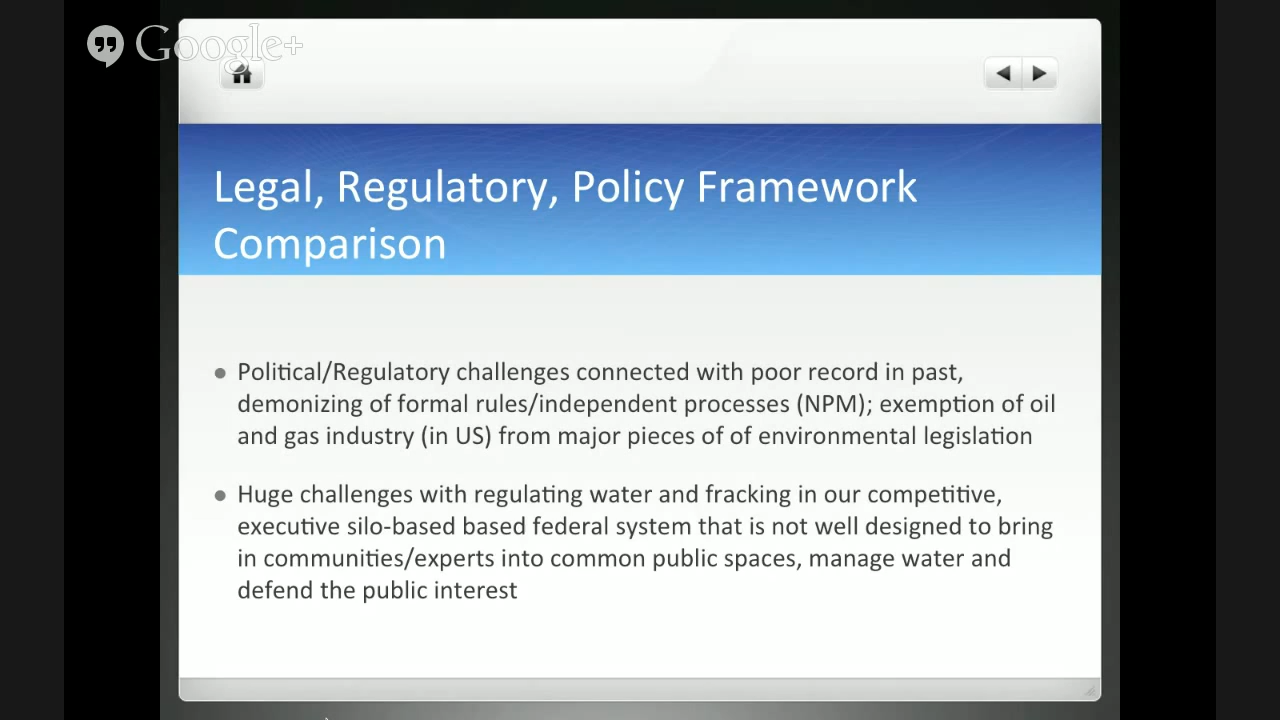 Google+
Legal, Regulatory, Policy Framework
Comparison
● Political/Regulatory challenges connected with poor record in past,
demonizing of formal rules/independent processes (NPM); exemption of oil
and gas industry (in US) from major pieces of of environmental legislation
● Huge challenges with regulating water and fracking in our competitive,
executive silo-based based federal system that is not well designed to bring
in communities/experts into common public spaces, manage water and
defend the public interest